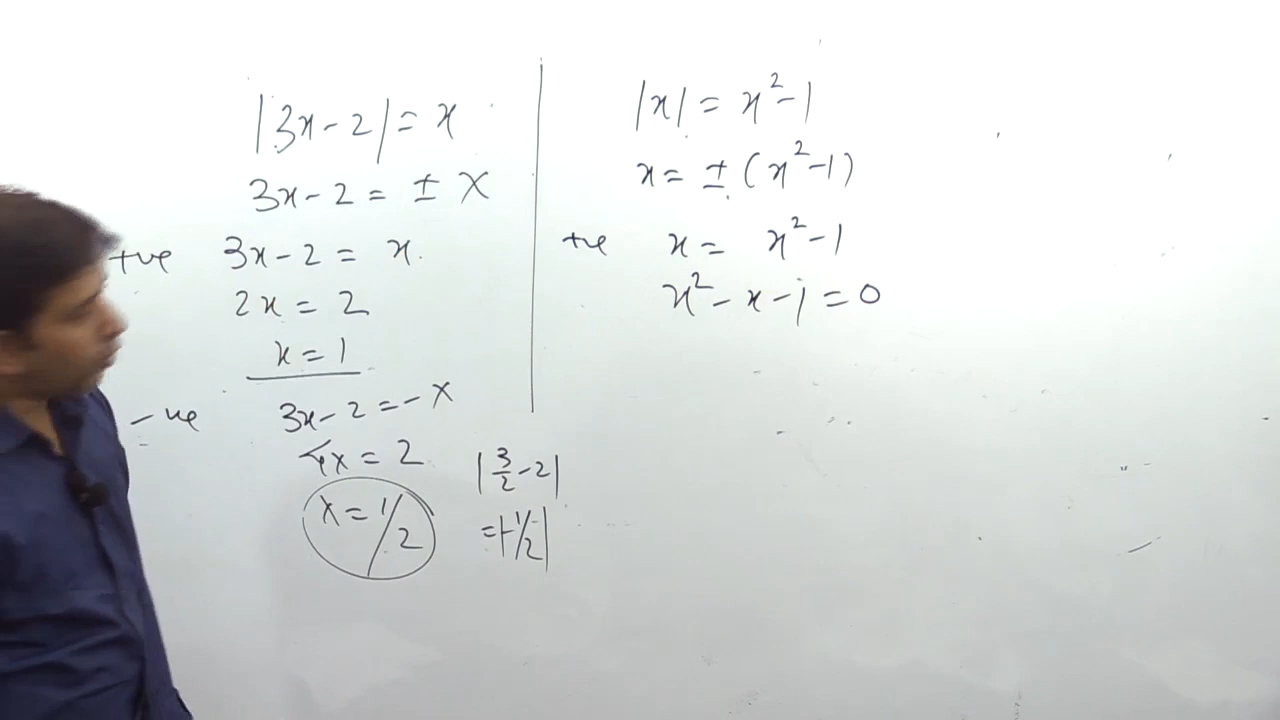 |3x-2| = x
3x-2 = ± x
+ve 3x-2 = x.
2x = 2
x = 1
-ve 3x-2 = -x
4x = 2
x = 1/2
|3/2-2|
= |-1/2|
|x| = x²-1
x = ± (x²-1)
+ve x = x²-1
x²-x-1 = 0